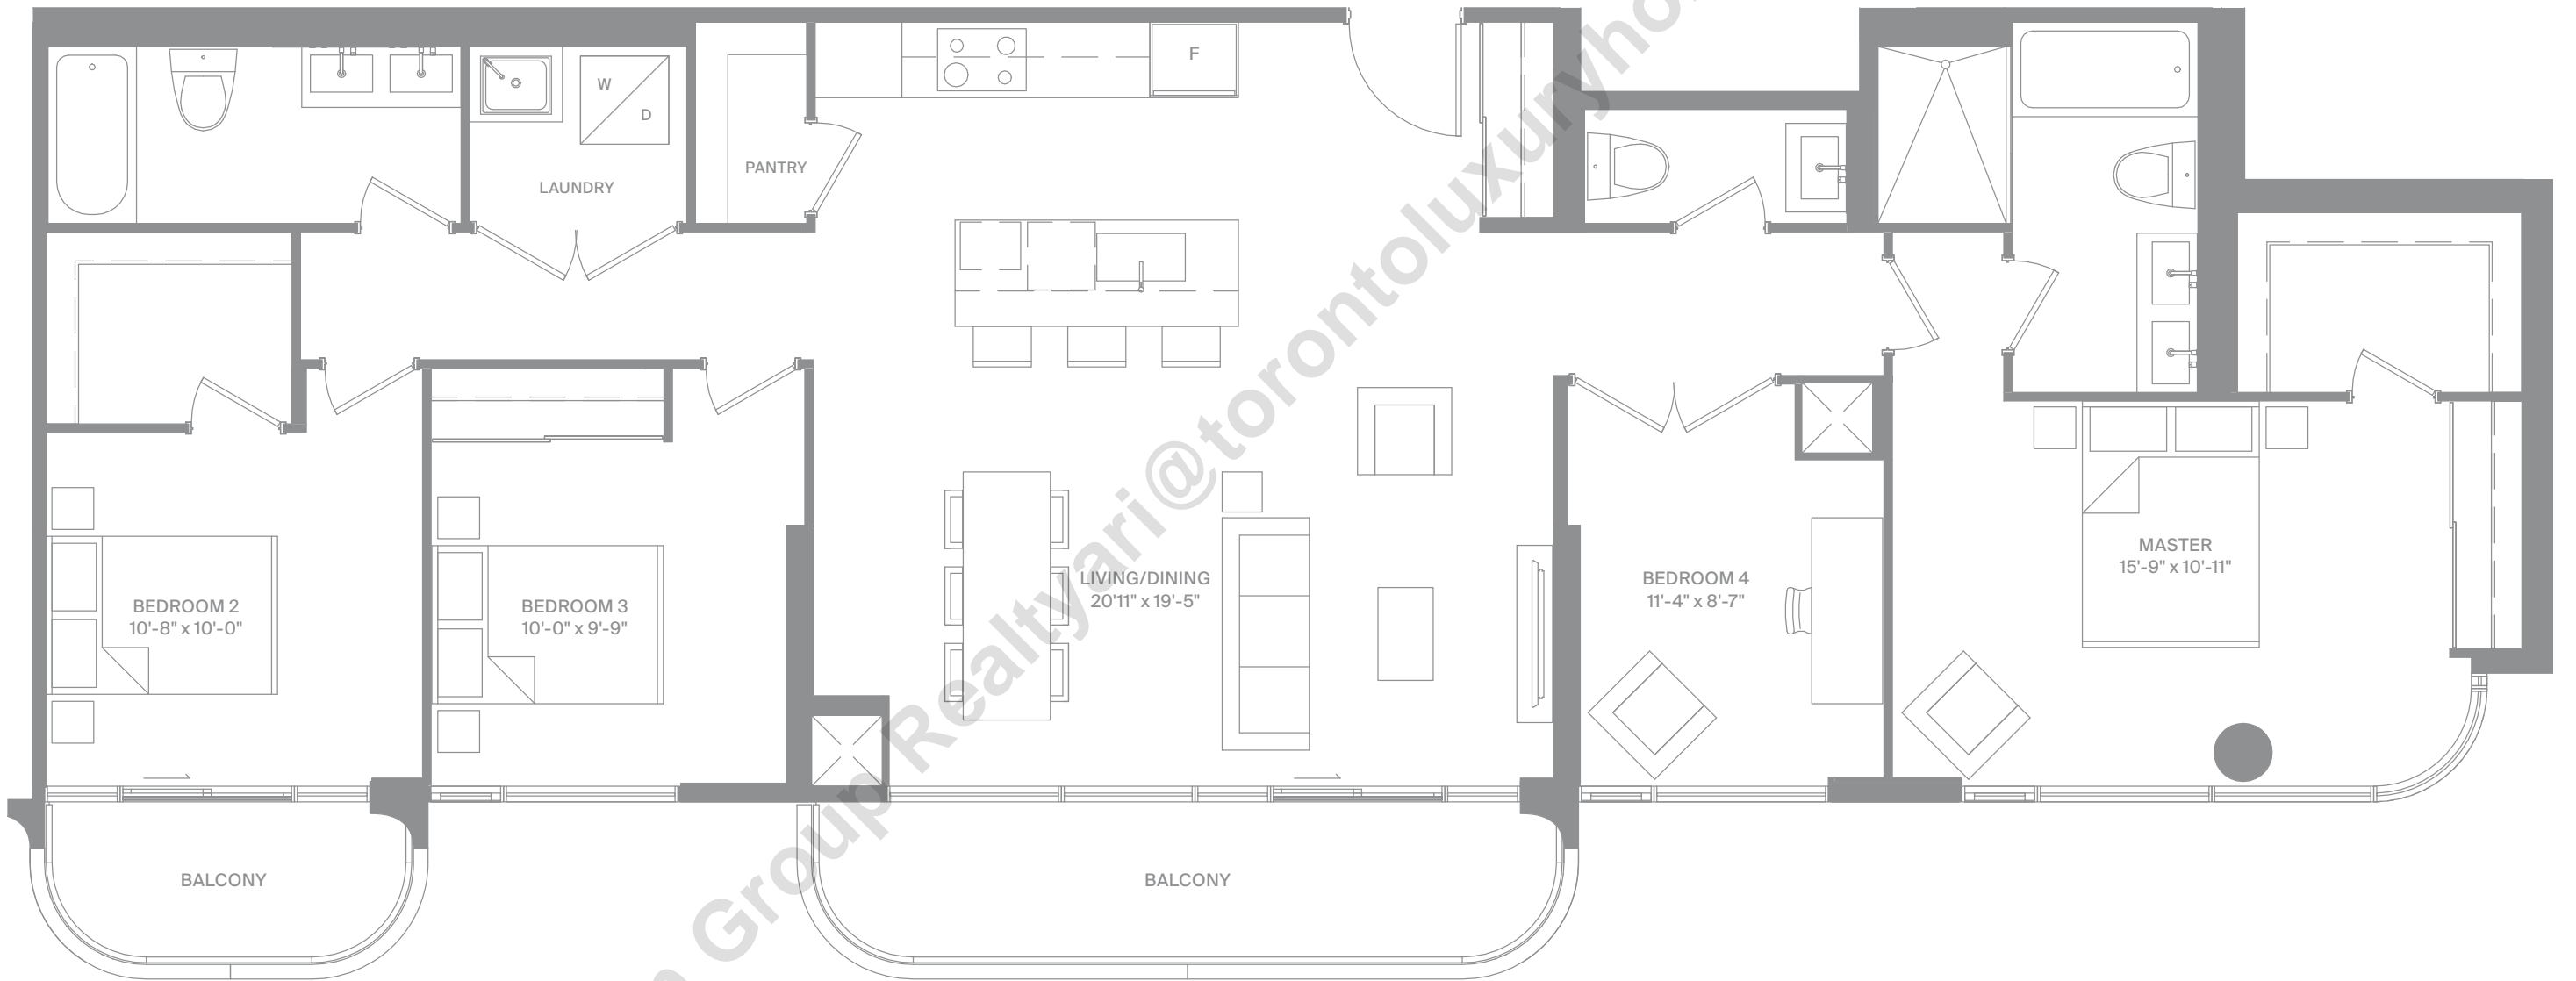 F
W
D
PANTRY
LAUNDRY
MASTER
15'-9" x 10'-11"
LIVING/DINING
20'11" x 19'-5"
BEDROOM 4
11'-4" x 8'-7"
BEDROOM 2
10'-8" x 10'-0"
BEDROOM 3
10'-0" x 9'-9"
BALCONY
BALCONY
Group Realtyari@torontoluxuryho